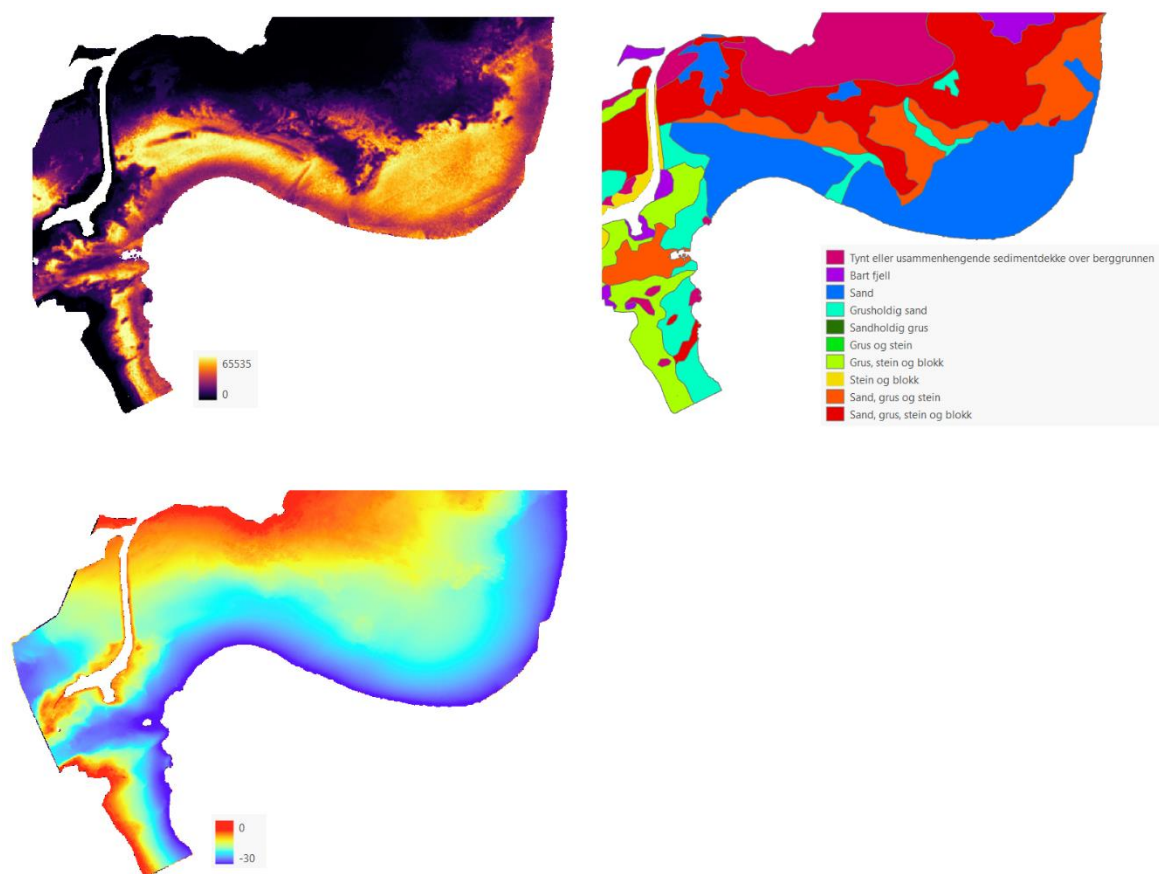 65535
0
Tynt eller usammenhengende sedimentdekke over berggrunnen
Bart fjell
Sand
Grusholdig sand
Sandholdig grus
Grus og stein
Grus, stein og blokk
Stein og blokk
Sand, grus og stein
Sand, grus, stein og blokk
0
-30